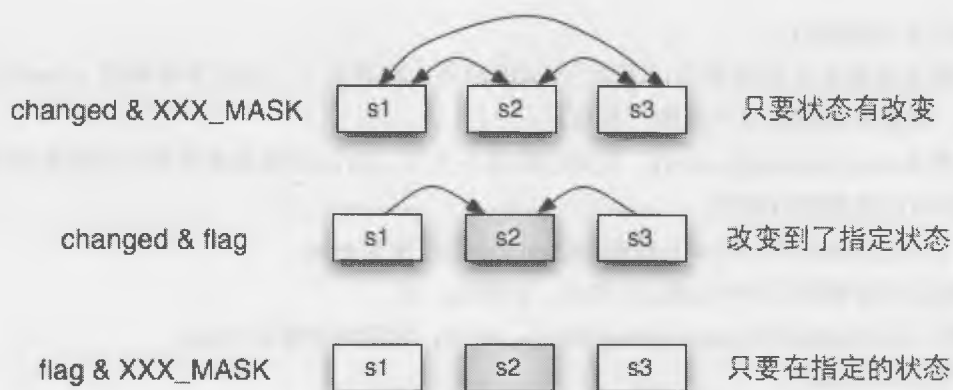 changed & XXX_MASK s1 s2 s3 只要状态有改变
changed & flag s1 s2 s3 改变到了指定状态
flag & XXX_MASK s1 s2 s3 只要在指定的状态